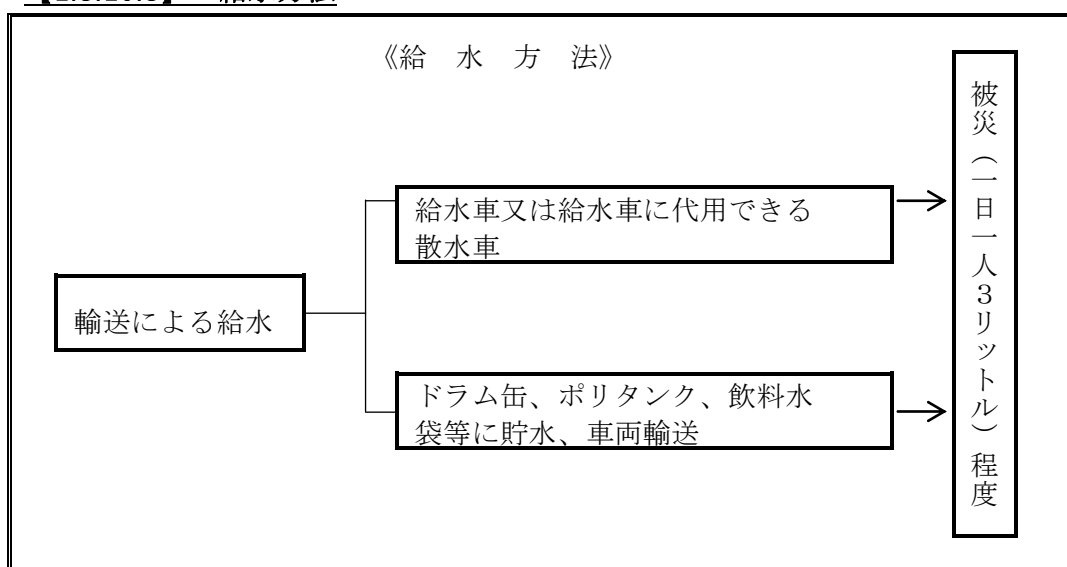 《給 水 方 法》
給水車又は給水車に代用できる
散水車
輸送による給水
ドラム缶、ポリタンク、飲料水
袋等に貯水、車両輸送
被災（一日一人３リットル）程度